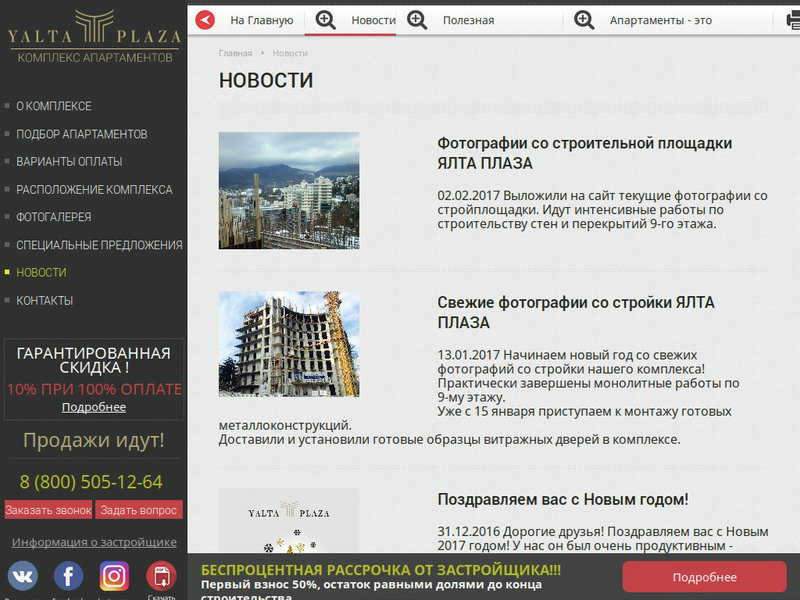 YALTA PLAZA
КОМПЛЕКС АПАРТАМЕНТОВ
О КОМПЛЕКСЕ
ПОДБОР АПАРТАМЕНТОВ
ВАРИАНТЫ ОПЛАТЫ
РАСПОЛОЖЕНИЕ КОМПЛЕКСА
ФОТОГАЛЕРЕЯ
СПЕЦИАЛЬНЫЕ ПРЕДЛОЖЕНИЯ
НОВОСТИ
КОНТАКТЫ
ГАРАНТИРОВАННАЯ
СКИДКА !
10% ПРИ 100% ОПЛАТЕ
Подробнее
Продажи идут!
8 (800) 505-12-64
Заказать звонок Задать вопрос
Информация о застройщике
Скачать
На Главную Новости Полезная Апартаменты - это
Главная Новости
НОВОСТИ
Фотографии со строительной площадки
ЯЛТА ПЛАЗА
02.02.2017 Выложили на сайт текущие фотографии со
стройплощадки. Идут интенсивные работы по
строительству стен и перекрытий 9-го этажа.
Свежие фотографии со стройки ЯЛТА
ПЛАЗА
13.01.2017 Начинаем новый год со свежих
фотографий со стройки нашего комплекса!
Практически завершены монолитные работы по
9-му этажу.
Уже с 15 января приступаем к монтажу готовых
металлоконструкций.
Доставили и установили готовые образцы витражных дверей в комплексе.
YALTA PLAZA
Поздравляем вас с Новым годом!
31.12.2016 Дорогие друзья! Поздравляем вас с Новым
2017 годом! У нас он был очень продуктивным -
БЕСПРОЦЕНТНАЯ РАССРОЧКА ОТ ЗАСТРОЙЩИКА!!!
Первый взнос 50%, остаток равными долями до конца
строительства
Подробнее